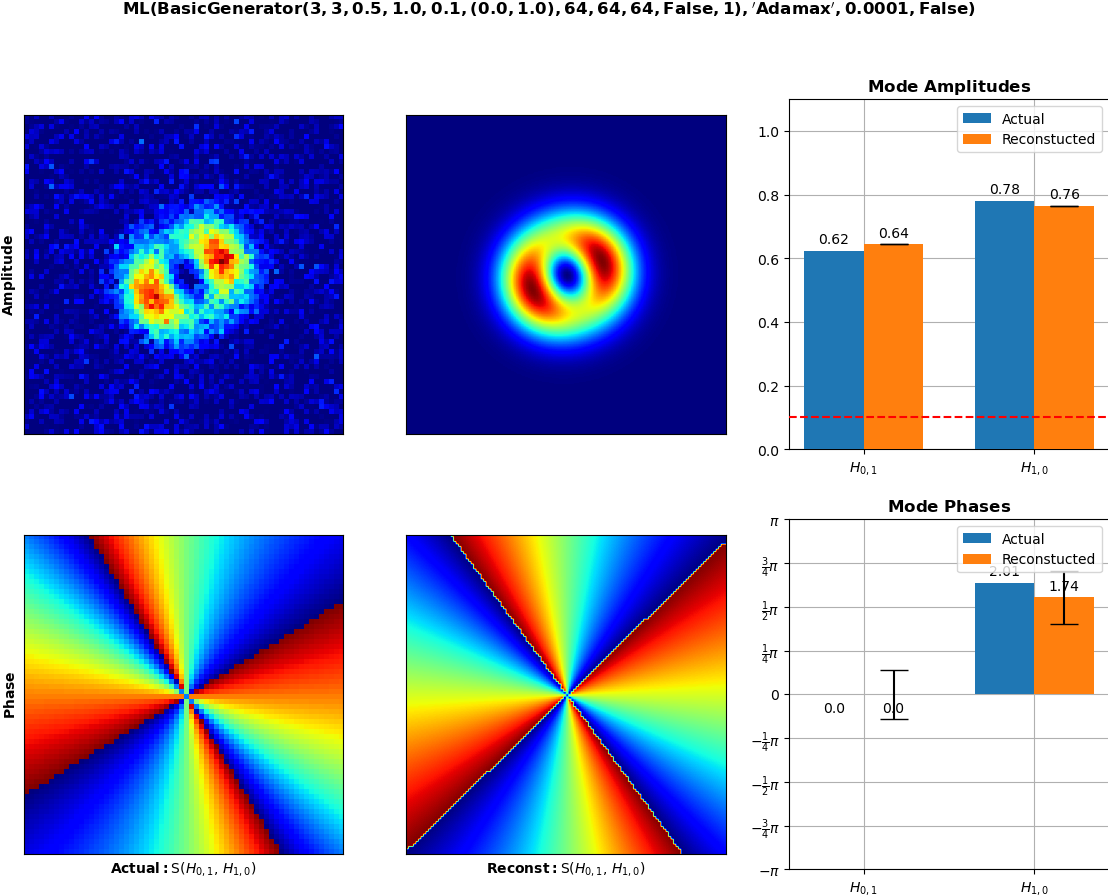 ML(BasicGenerator(3, 3, 0.5, 1.0, 0.1, (0.0, 1.0), 64, 64, 64, False, 1), ′Adamax′, 0.0001, False)
Amplitude
Mode Amplitudes
Actual
Reconstucted
1.0
0.8
0.6
0.4
0.2
0.0
0.62
0.64
0.78
0.76
H0, 1
H1, 0
Phase
Actual: S(H0, 1, H1, 0)
Reconst: S(H0, 1, H1, 0)
Mode Phases
Actual
Reconstucted
π
3/4π
1/2π
1/4π
0
−1/4π
−1/2π
−3/4π
−π
0.0
0.0
2.01
1.74
H0, 1
H1, 0